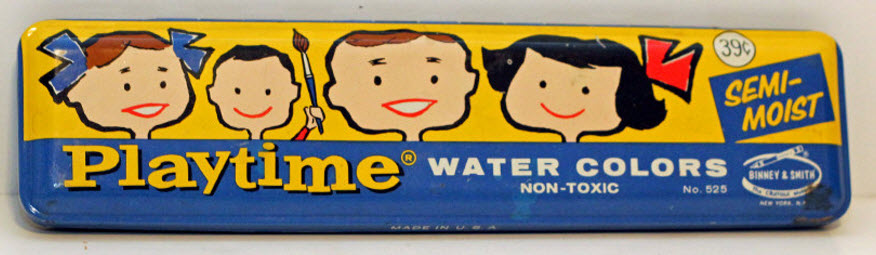 39¢
SEMI-
MOIST
Playtime® WATER COLORS
NON-TOXIC No. 525
BINNEY & SMITH
NEW YORK, N.Y.
MADE IN U.S.A.